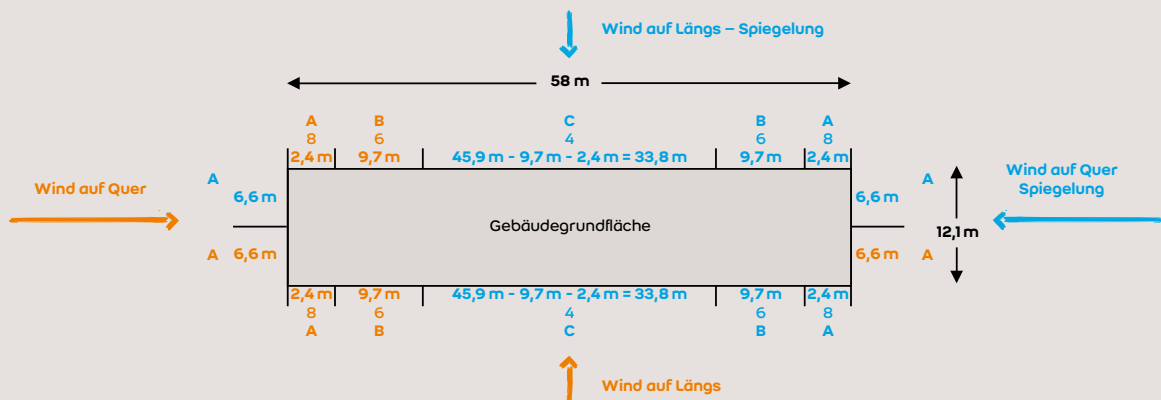 Wind auf Längs – Spiegelung
58 m
A B C B A
8 6 4 6 8
2,4 m 9,7 m 45,9 m - 9,7 m - 2,4 m = 33,8 m 9,7 m 2,4 m
Wind auf Quer
A
6,6 m
A 6,6 m
Gebäudegrundfläche
A
6,6 m
6,6 m A
12,1 m
Wind auf Quer
Spiegelung
2,4 m 9,7 m 45,9 m - 9,7 m - 2,4 m = 33,8 m 9,7 m 2,4 m
8 6 4 6 8
A B C B A
Wind auf Längs